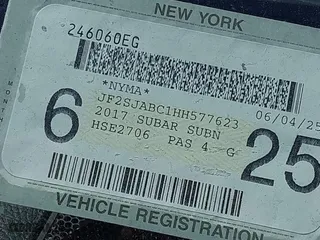 NEW YORK
246060EG
*NYMA* 06/04/25
JF2SJABC1HH577623
2017 SUBAR SUBN
HSE2706 PAS 4 G
6 25
VEHICLE REGISTRATION